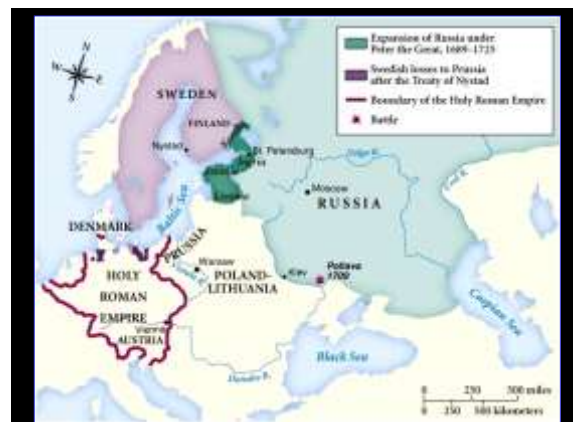 Expansion of Russia under
Peter the Great, 1689–1725
Swedish losses to Prussia
after the Treaty of Nystad
Boundary of the Holy Roman Empire
Battle
N
W
E
S
SWEDEN
FINLAND
Nystad
St. Petersburg
Baltic Sea
Volga R.
Ural R.
Moscow
RUSSIA
DENMARK
PRUSSIA
Warsaw
POLAND-
LITHUANIA
Kiev
Poltava
1709
HOLY
ROMAN
EMPIRE
Vienna
AUSTRIA
Caspian Sea
Black Sea
Danube R.
0 250 500 miles
0 250 500 kilometers